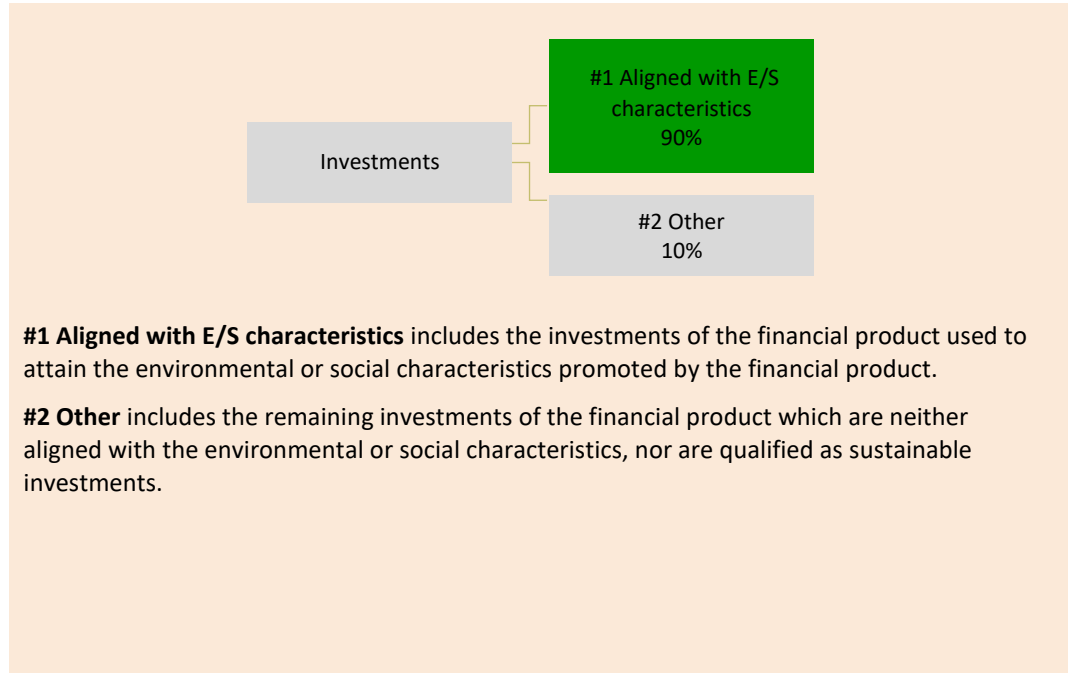 #1 Aligned with E/S
characteristics
90%
Investments
#2 Other
10%
#1 Aligned with E/S characteristics includes the investments of the financial product used to
attain the environmental or social characteristics promoted by the financial product.
#2 Other includes the remaining investments of the financial product which are neither
aligned with the environmental or social characteristics, nor are qualified as sustainable
investments.